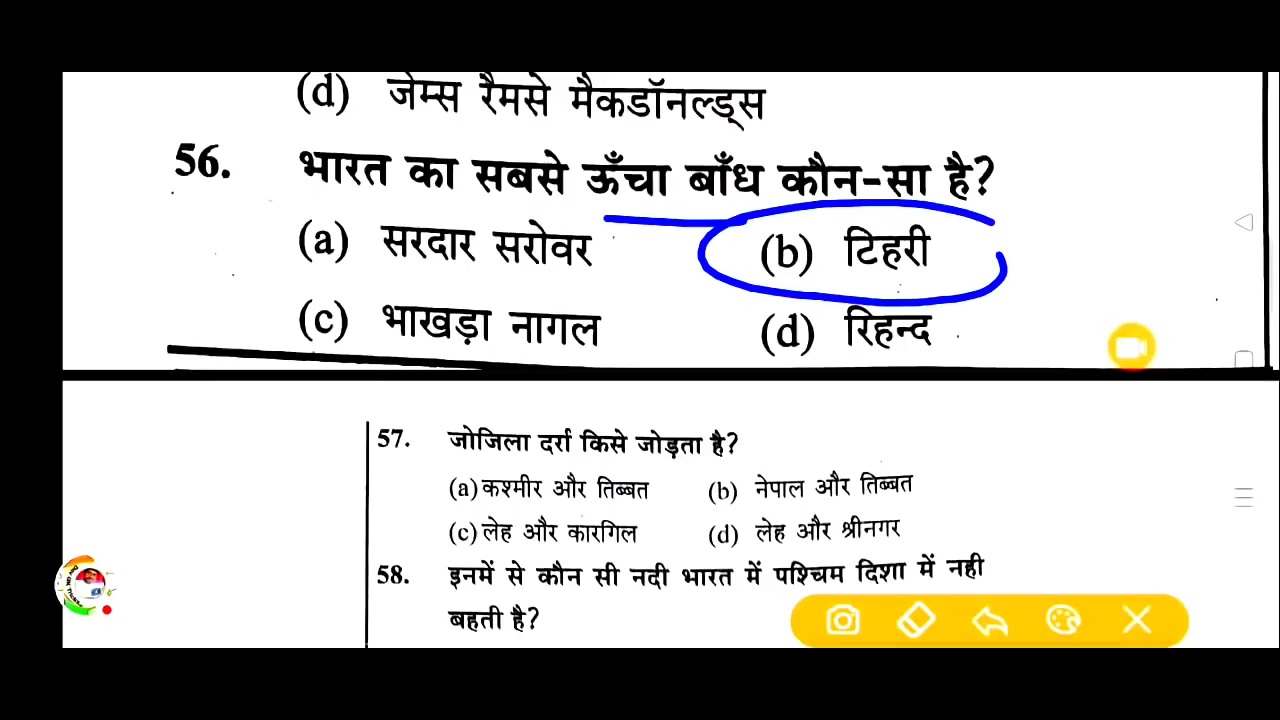 (d) जेम्स रैमसे मैकडॉनल्ड्स
56. भारत का सबसे ऊँचा बाँध कौन-सा है?
(a) सरदार सरोवर (b) टिहरी
(c) भाखड़ा नागल (d) रिहन्द
57. जोजिला दर्रा किसे जोड़ता है?
(a) कश्मीर और तिब्बत (b) नेपाल और तिब्बत
(c) लेह और कारगिल (d) लेह और श्रीनगर
58. इनमें से कौन सी नदी भारत में पश्चिम दिशा में नही
बहती है?